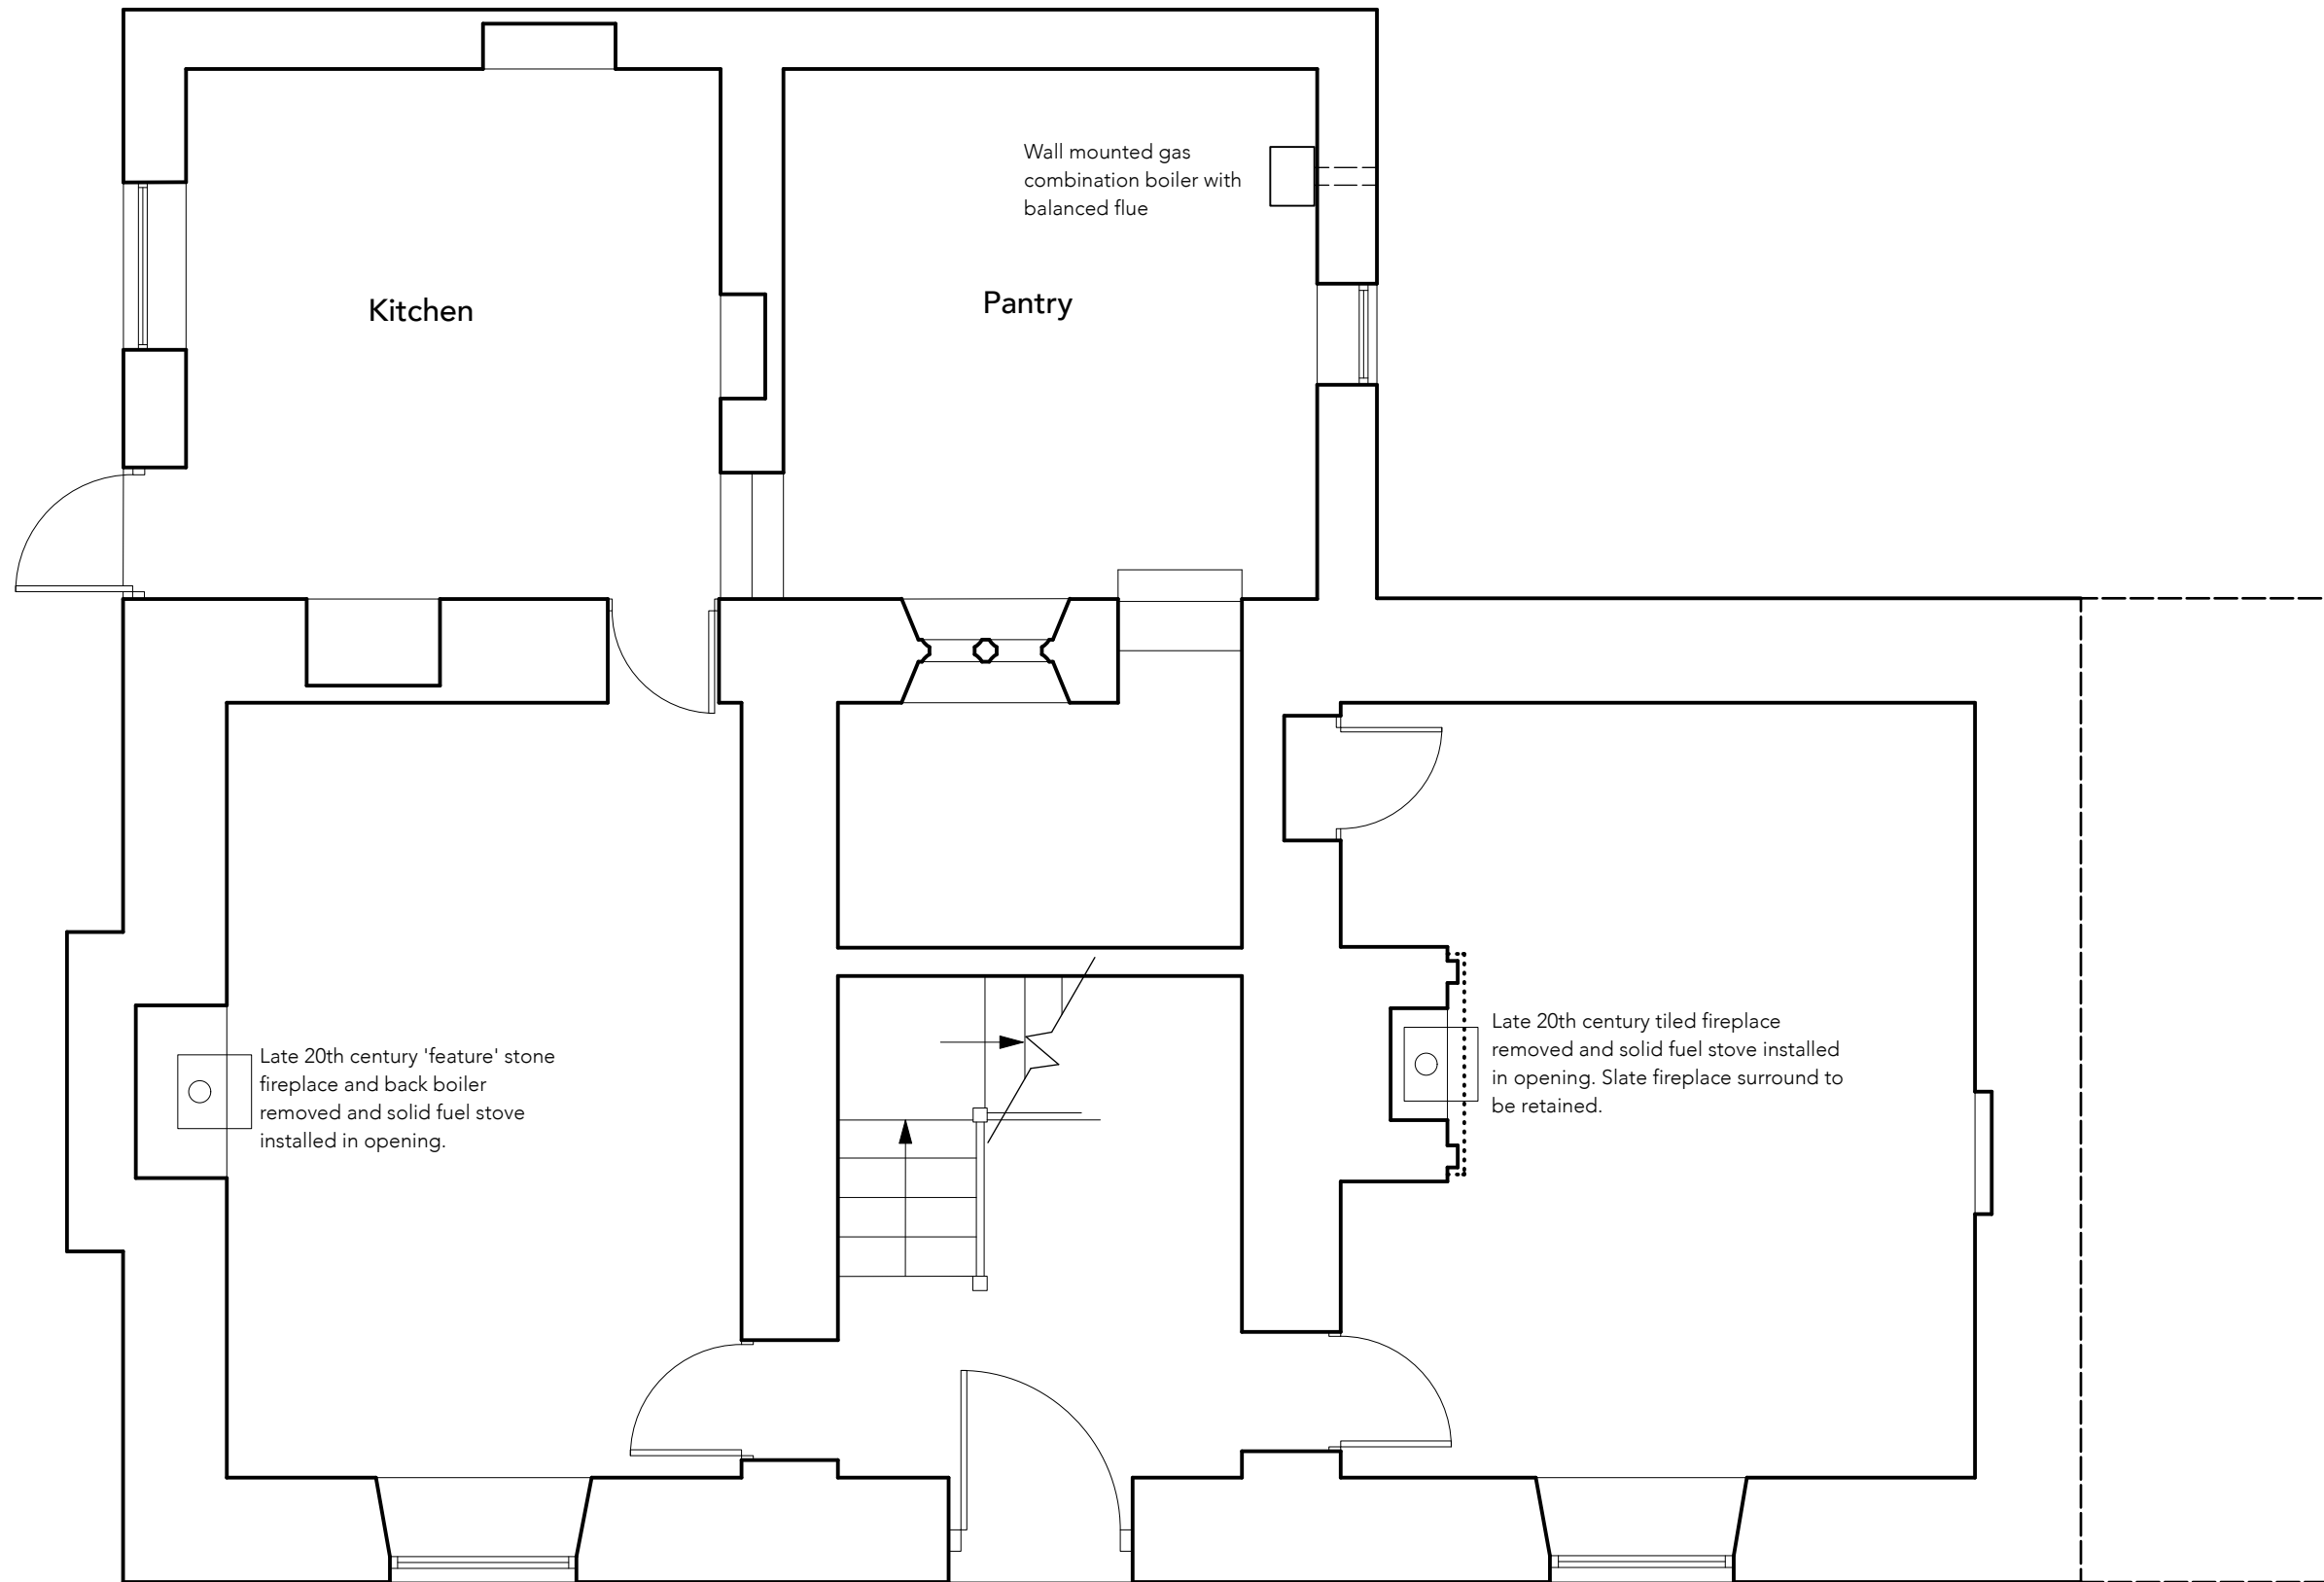 Wall mounted gas
combination boiler with
balanced flue
Kitchen
Pantry
Late 20th century 'feature' stone
fireplace and back boiler
removed and solid fuel stove
installed in opening.
Late 20th century tiled fireplace
removed and solid fuel stove installed
in opening. Slate fireplace surround to
be retained.